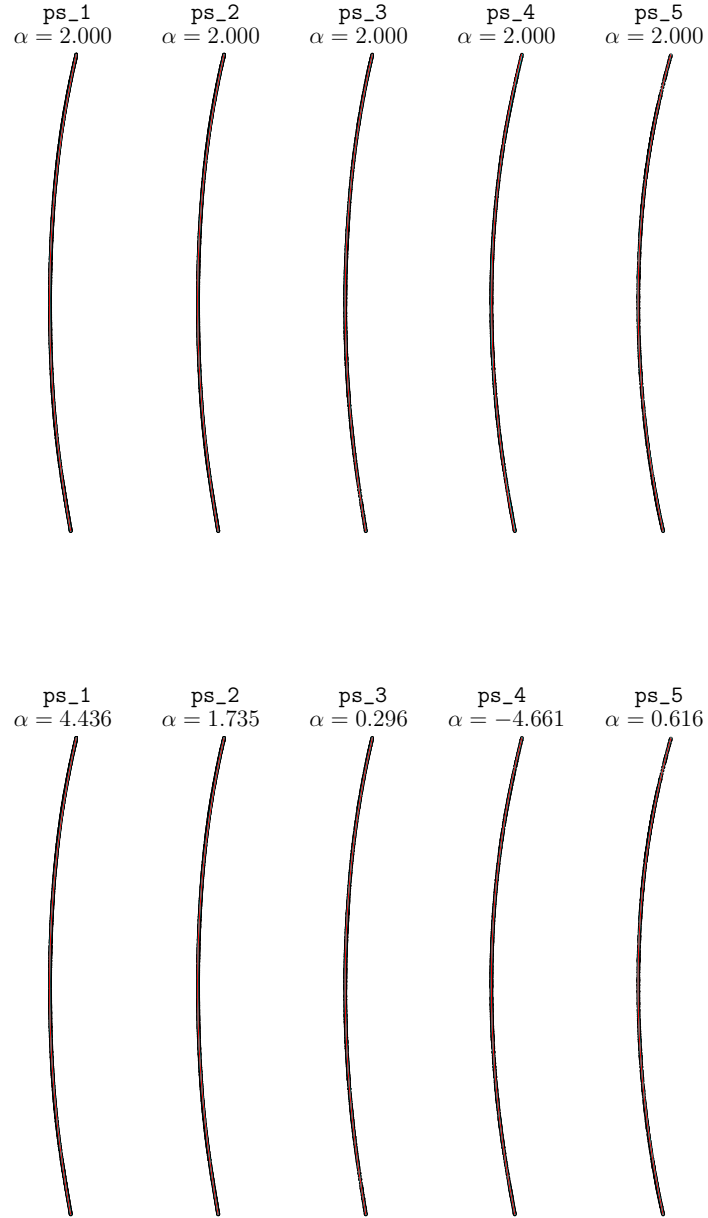 ps_1 ps_2 ps_3 ps_4 ps_5
α = 2.000 α = 2.000 α = 2.000 α = 2.000 α = 2.000
ps_1 ps_2 ps_3 ps_4 ps_5
α = 4.436 α = 1.735 α = 0.296 α = −4.661 α = 0.616